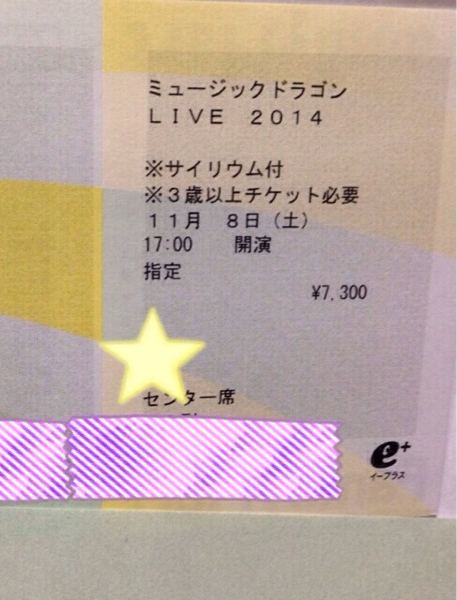 ミュージックドラゴン
LIVE 2014
※サイリウム付
※3歳以上チケット必要
11月 8日(土)
17:00 開演
指定
¥7,300
センター席
e+
イープラス